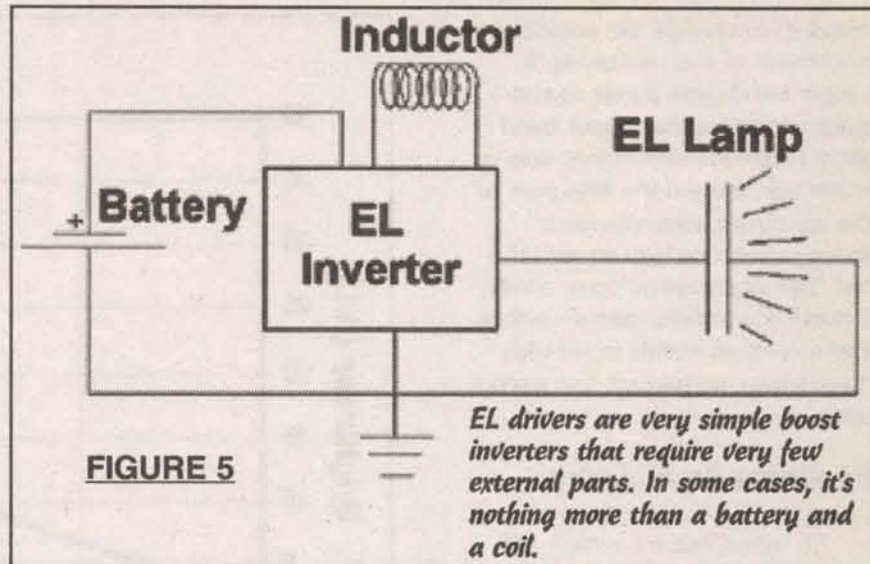 Inductor
EL Lamp
+ Battery
EL
Inverter
FIGURE 5
EL drivers are very simple boost
inverters that require very few
external parts. In some cases, it's
nothing more than a battery and
a coil.